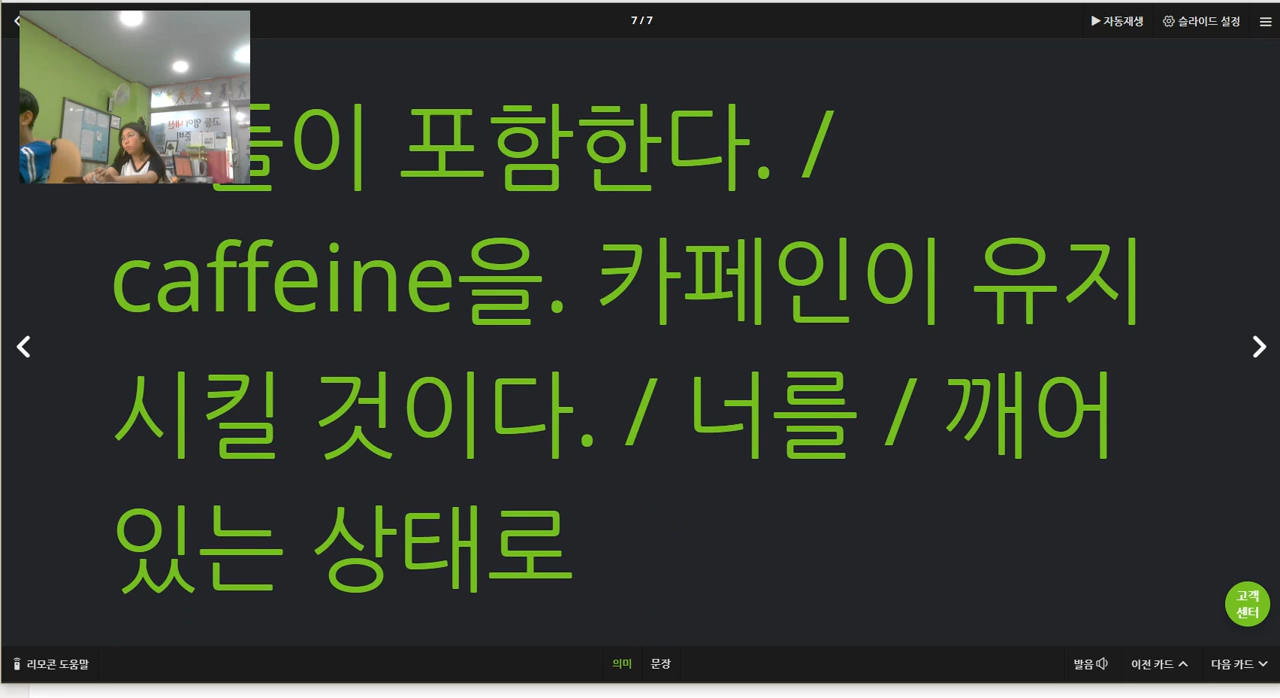 7 / 7
자동재생
슬라이드 설정
들이 포함한다. /
caffeine을. 카페인이 유지
시킬 것이다. / 너를 / 깨어
있는 상태로
고객
센터
리모콘 도움말
의미
문장
발음
이전 카드
다음 카드